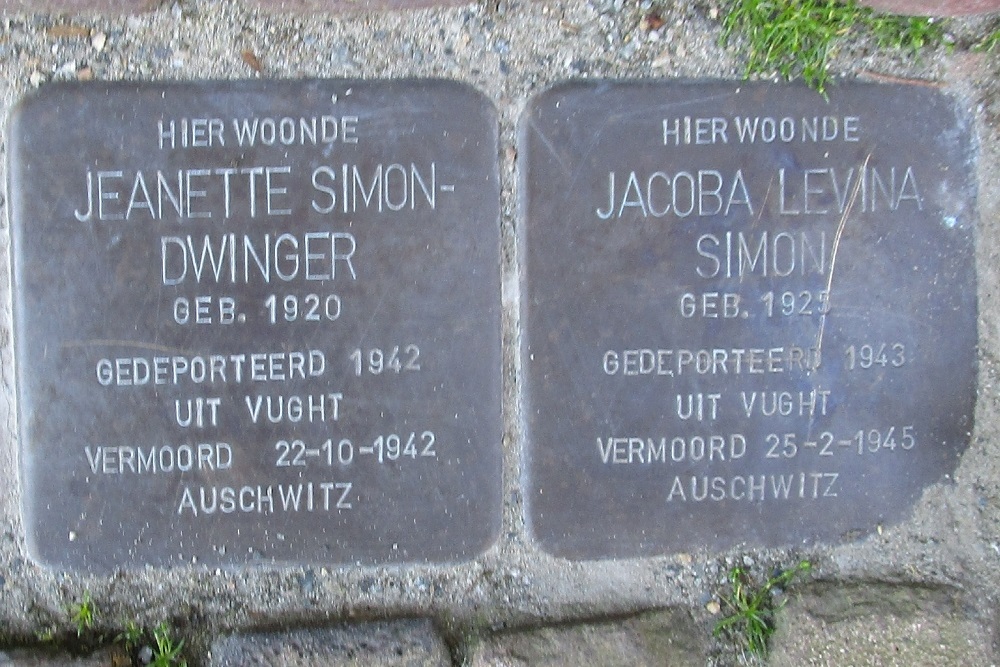 HIER WOONDE
JEANETTE SIMON-
DWINGER
GEB. 1920
GEDEPORTEERD 1942
UIT VUGHT
VERMOORD 22-10-1942
AUSCHWITZ
HIER WOONDE
JACOBA LEVINA
SIMON
GEB. 1925
GEDEPORTEERD 1943
UIT VUGHT
VERMOORD 25-2-1945
AUSCHWITZ